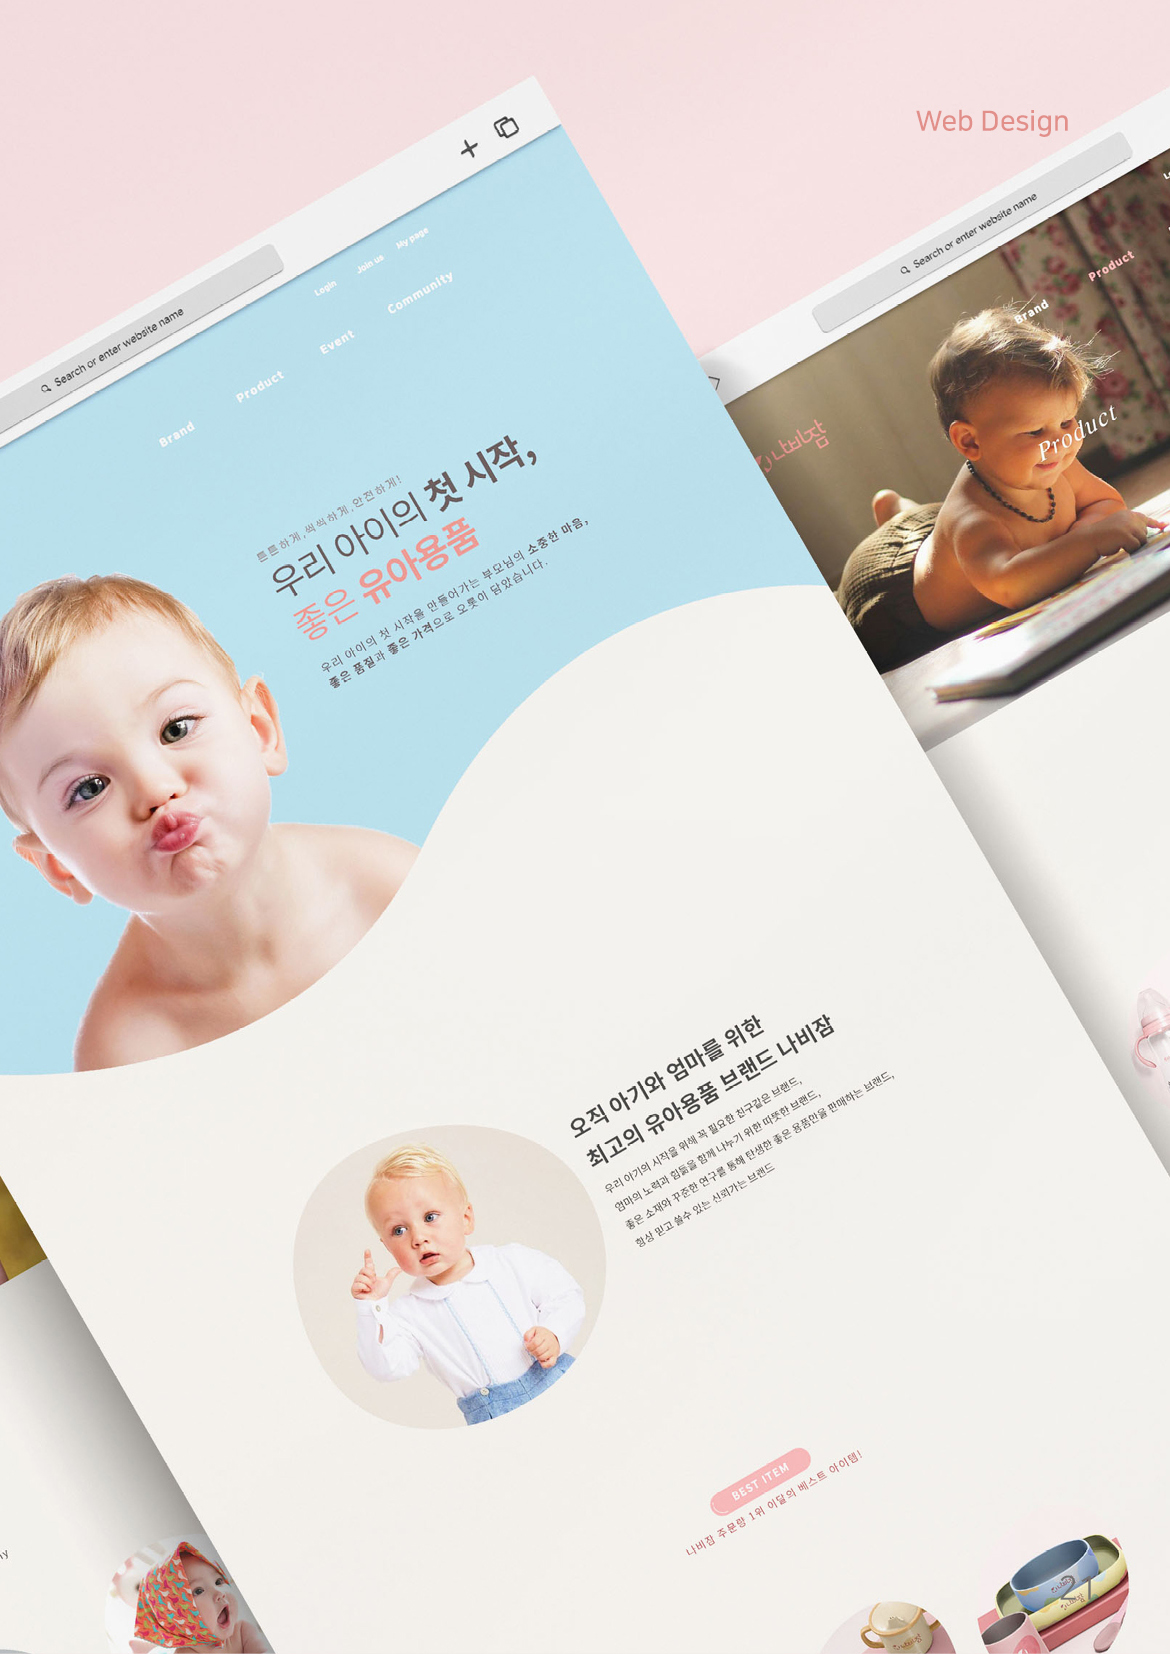 Web Design
Search or enter website name
Login Join us My page
Brand Product Event Community
튼튼하게, 씩씩하게, 안전하게!
우리 아이의 첫 시작,
좋은 유아용품
우리 아이의 첫 시작을 만들어가는 부모님의 소중한 마음,
좋은 품질과 좋은 가격으로 오롯이 담았습니다.
Search or enter website name
Brand Product
나비잠
Product
오직 아기와 엄마를 위한
최고의 유아용품 브랜드 나비잠
우리 아기의 시작을 위해 꼭 필요한 친구같은 브랜드,
엄마의 노력과 힘듦을 함께 나누기 위한 따뜻한 브랜드,
좋은 소재와 꾸준한 연구를 통해 탄생한 좋은 용품만을 판매하는 브랜드,
항상 믿고 쓸수 있는 신뢰가는 브랜드
BEST ITEM
나비잠 주문량 1위 이달의 베스트 아이템!
21